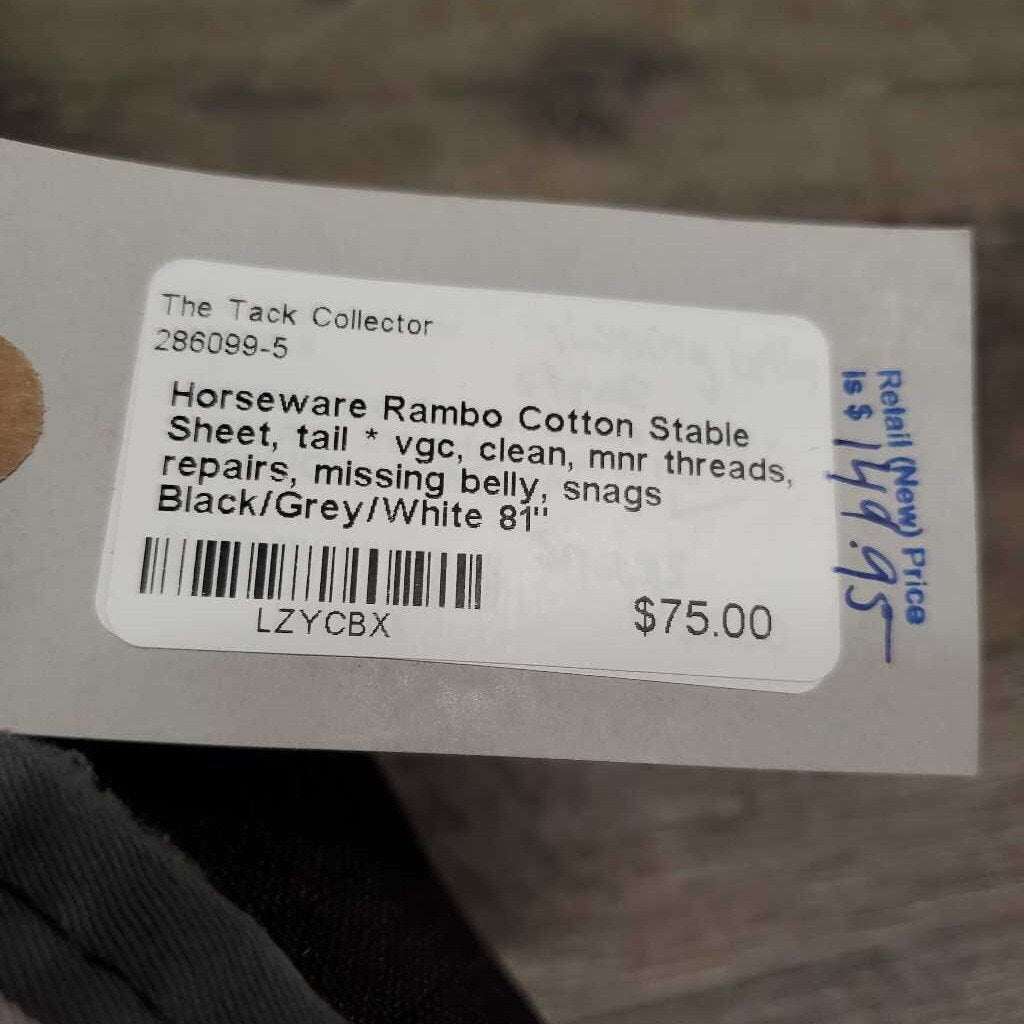 The Tack Collector
286099-5
Horseware Rambo Cotton Stable
Sheet, tail * vgc, clean, mnr threads,
repairs, missing belly, snags
Black/Grey/White 81"
LZYCBX
$75.00
Retail (New) Price
is $ 149.95